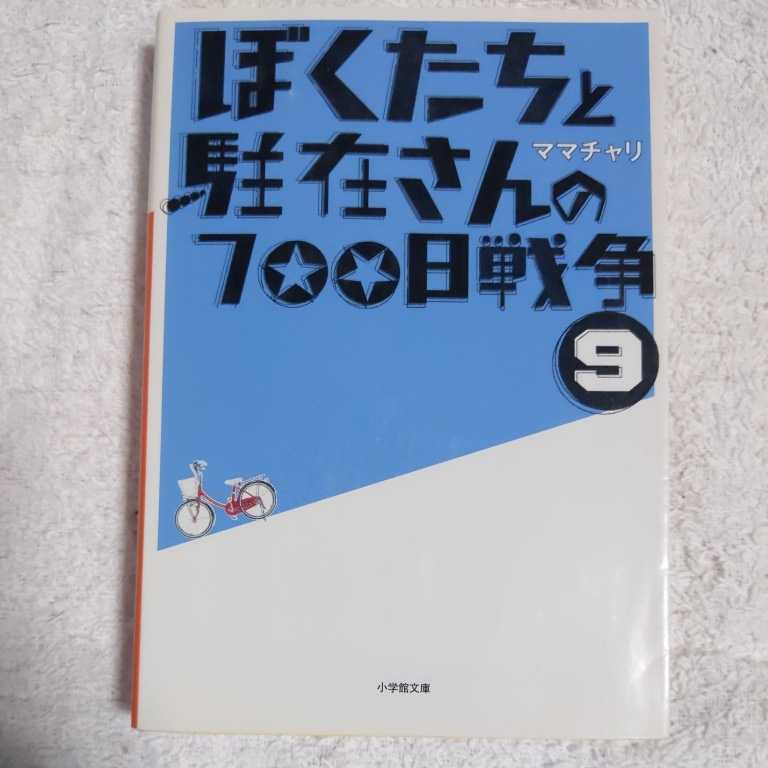 ぼくたちと
駐在さんの
ママチャリ
700日戦争
9
小学館文庫